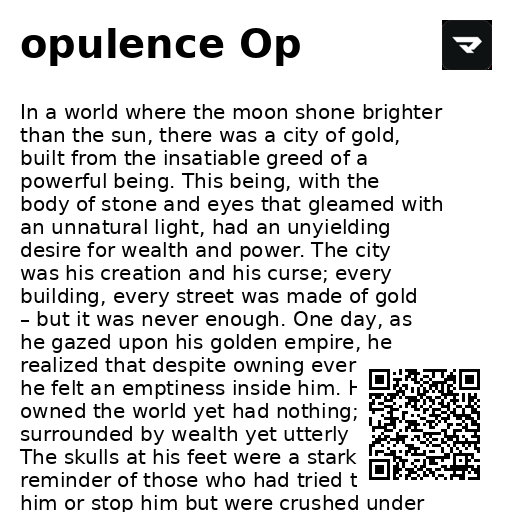 opulence Op
In a world where the moon shone brighter
than the sun, there was a city of gold,
built from the insatiable greed of a
powerful being. This being, with the
body of stone and eyes that gleamed with
an unnatural light, had an unyielding
desire for wealth and power. The city
was his creation and his curse; every
building, every street was made of gold
– but it was never enough. One day, as
he gazed upon his golden empire, he
realized that despite owning ever
he felt an emptiness inside him.
owned the world yet had nothing;
surrounded by wealth yet utterly
The skulls at his feet were a stark
reminder of those who had tried t
him or stop him but were crushed under